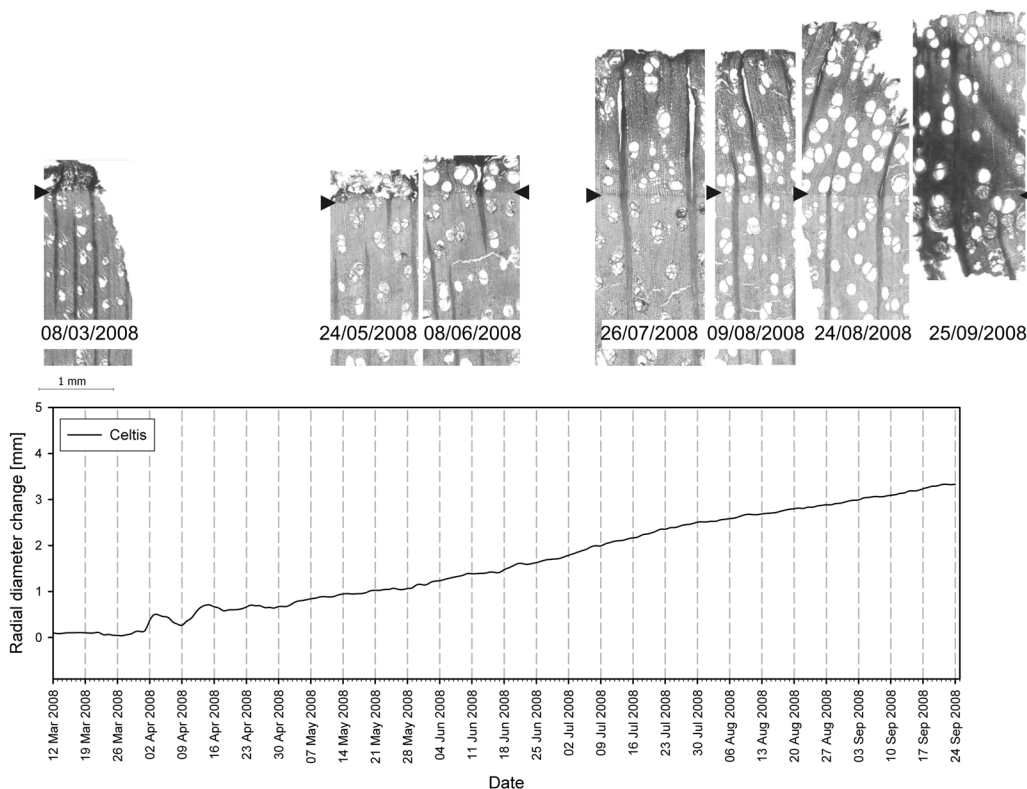 08/03/2008
24/05/2008 08/06/2008
26/07/2008 09/08/2008 24/08/2008 25/09/2008
1 mm
Radial diameter change [mm]
5
4
3
2
1
0
Celtis
12 Mar 2008
19 Mar 2008
26 Mar 2008
02 Apr 2008
09 Apr 2008
16 Apr 2008
23 Apr 2008
30 Apr 2008
07 May 2008
14 May 2008
21 May 2008
28 May 2008
04 Jun 2008
11 Jun 2008
18 Jun 2008
25 Jun 2008
02 Jul 2008
09 Jul 2008
16 Jul 2008
23 Jul 2008
30 Jul 2008
06 Aug 2008
13 Aug 2008
20 Aug 2008
27 Aug 2008
03 Sep 2008
10 Sep 2008
17 Sep 2008
24 Sep 2008
Date